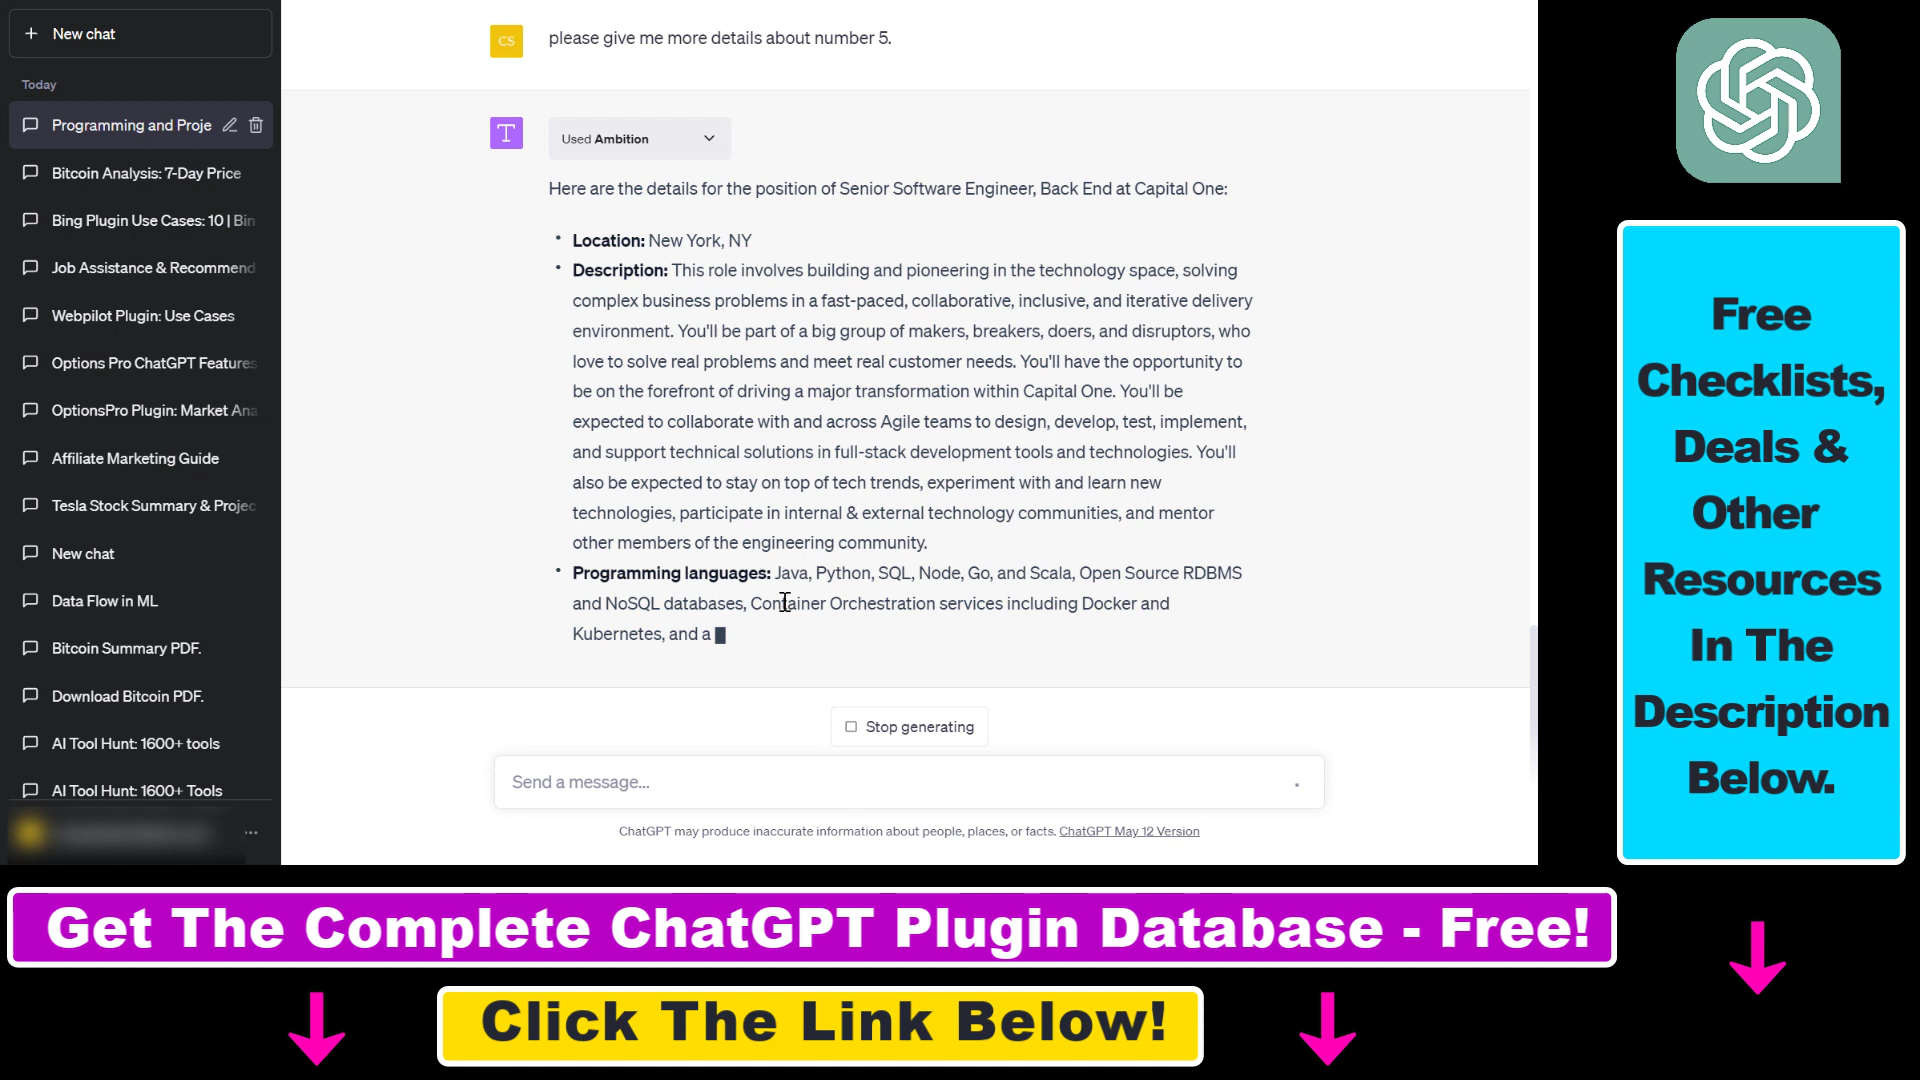 New chat
Today
Programming and Proje
Bitcoin Analysis: 7-Day Price
Bing Plugin Use Cases: 10 | Bin
Job Assistance & Recommend
Webpilot Plugin: Use Cases
Options Pro ChatGPT Features
OptionsPro Plugin: Market Ana
Affiliate Marketing Guide
Tesla Stock Summary & Projec
New chat
Data Flow in ML
Bitcoin Summary PDF.
Download Bitcoin PDF.
AI Tool Hunt: 1600+ tools
AI Tool Hunt: 1600+ Tools
CS
please give me more details about number 5.
T
Used Ambition
Here are the details for the position of Senior Software Engineer, Back End at Capital One:
• Location: New York, NY
• Description: This role involves building and pioneering in the technology space, solving
complex business problems in a fast-paced, collaborative, inclusive, and iterative delivery
environment. You'll be part of a big group of makers, breakers, doers, and disruptors, who
love to solve real problems and meet real customer needs. You'll have the opportunity to
be on the forefront of driving a major transformation within Capital One. You'll be
expected to collaborate with and across Agile teams to design, develop, test, implement,
and support technical solutions in full-stack development tools and technologies. You'll
also be expected to stay on top of tech trends, experiment with and learn new
technologies, participate in internal & external technology communities, and mentor
other members of the engineering community.
• Programming languages: Java, Python, SQL, Node, Go, and Scala, Open Source RDBMS
and NoSQL databases, Container Orchestration services including Docker and
Kubernetes, and a
Stop generating
Send a message...
ChatGPT may produce inaccurate information about people, places, or facts. ChatGPT May 12 Version
Free
Checklists,
Deals &
Other
Resources
In The
Description
Below.
Get The Complete ChatGPT Plugin Database - Free!
Click The Link Below!